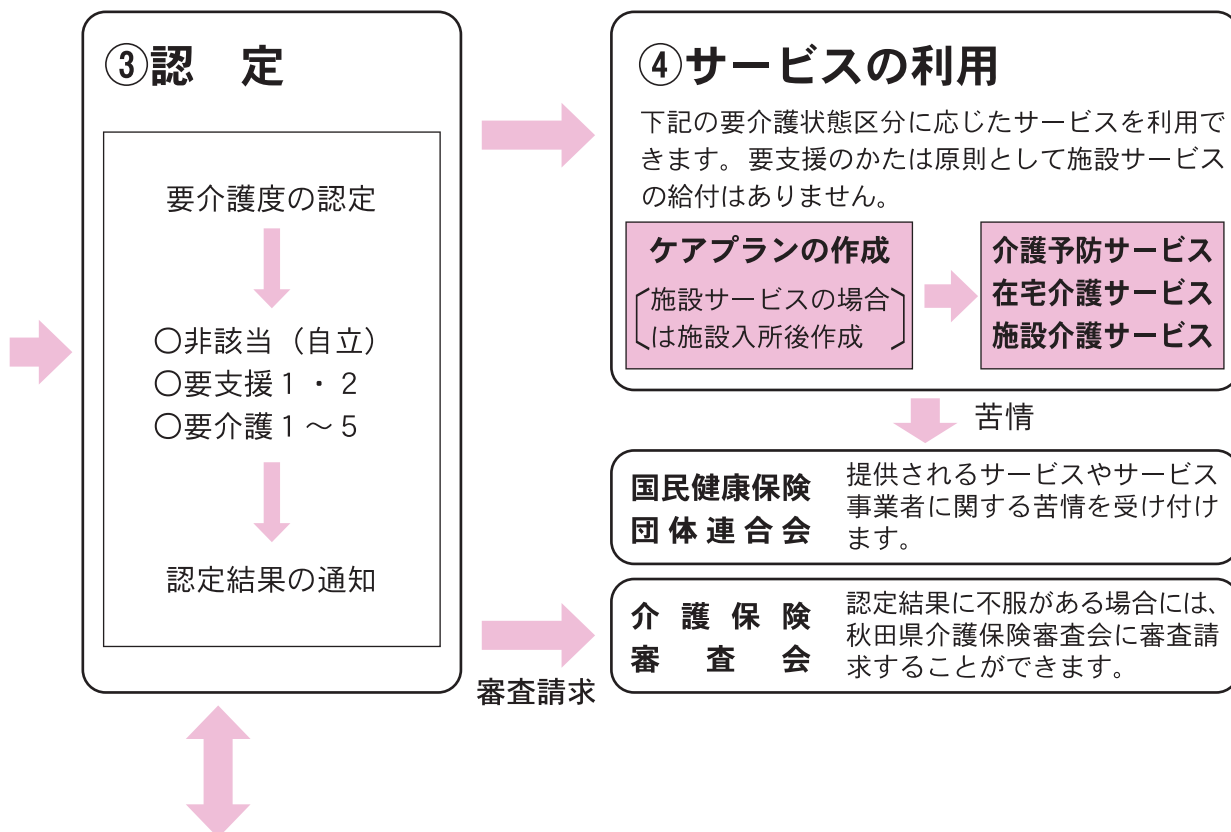 ③認　定
要介護度の認定
○非該当（自立）
○要支援１・２
○要介護１～５
認定結果の通知
④サービスの利用
下記の要介護状態区分に応じたサービスを利用で
きます。要支援のかたは原則として施設サービス
の給付はありません。
ケアプランの作成
〔施設サービスの場合
は施設入所後作成〕
介護予防サービス
在宅介護サービス
施設介護サービス
苦情
国民健康保険
団体連合会
提供されるサービスやサービス
事業者に関する苦情を受け付け
ます。
審査請求
介護保険
審査会
認定結果に不服がある場合には、
秋田県介護保険審査会に審査請
求することができます。